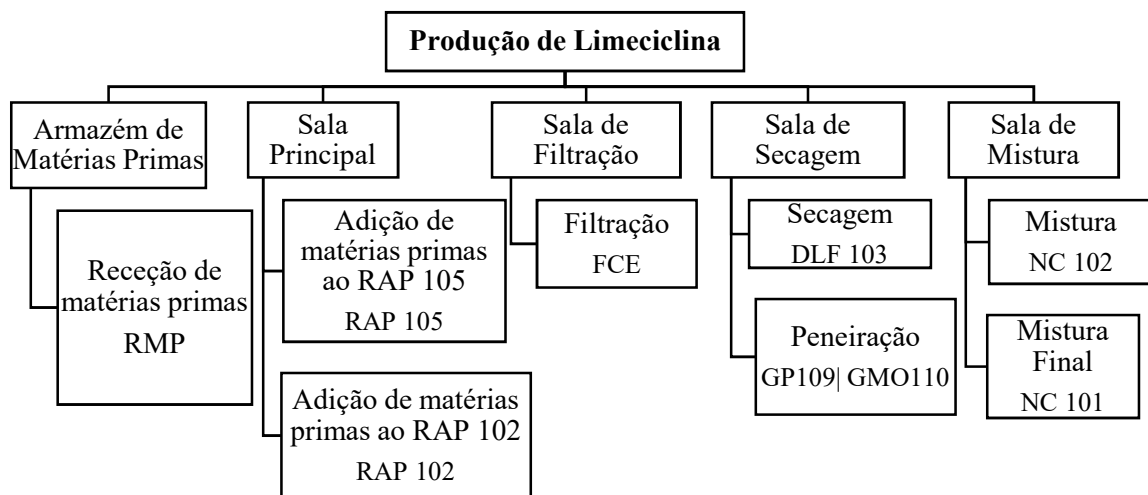 Produção de Limeciclina
Armazém de
Matérias Primas
Receção de
matérias primas
RMP
Sala
Principal
Adição de
matérias primas
ao RAP 105
RAP 105
Adição de matérias
primas ao RAP 102
RAP 102
Sala de
Filtração
Filtração
FCE
Sala de
Secagem
Secagem
DLF 103
Peneiração
GP109| GMO110
Sala de
Mistura
Mistura
NC 102
Mistura
Final
NC 101